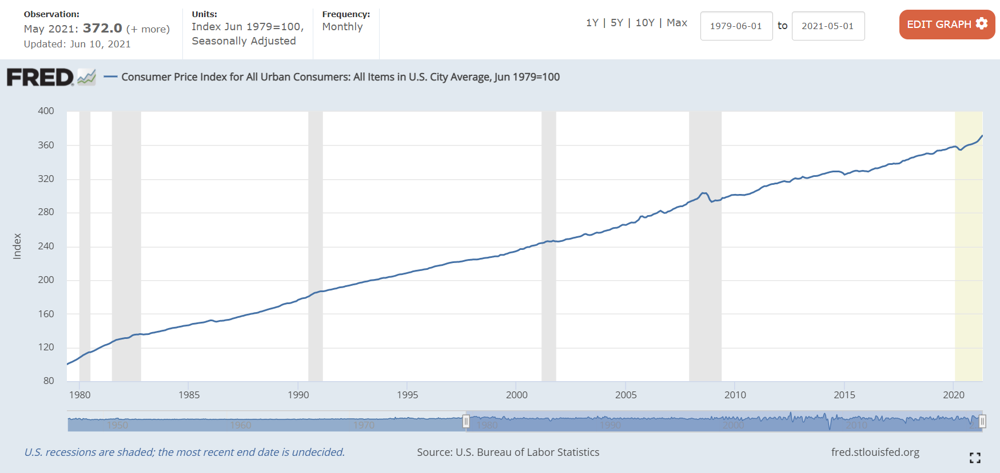 Observation:
May 2021: 372.0 (+ more)
Updated: Jun 10, 2021
Units:
Index Jun 1979=100,
Seasonally Adjusted
Frequency:
Monthly
1Y | 5Y | 10Y | Max
1979-06-01 to 2021-05-01
EDIT GRAPH
FRED
Consumer Price Index for All Urban Consumers: All Items in U.S. City Average, Jun 1979=100
Index
400
360
320
280
240
200
160
120
80
1980 1985 1990 1995 2000 2005 2010 2015 2020
1950 1960 1970 1980 1990 2000 2010
U.S. recessions are shaded; the most recent end date is undecided.
Source: U.S. Bureau of Labor Statistics
fred.stlouisfed.org